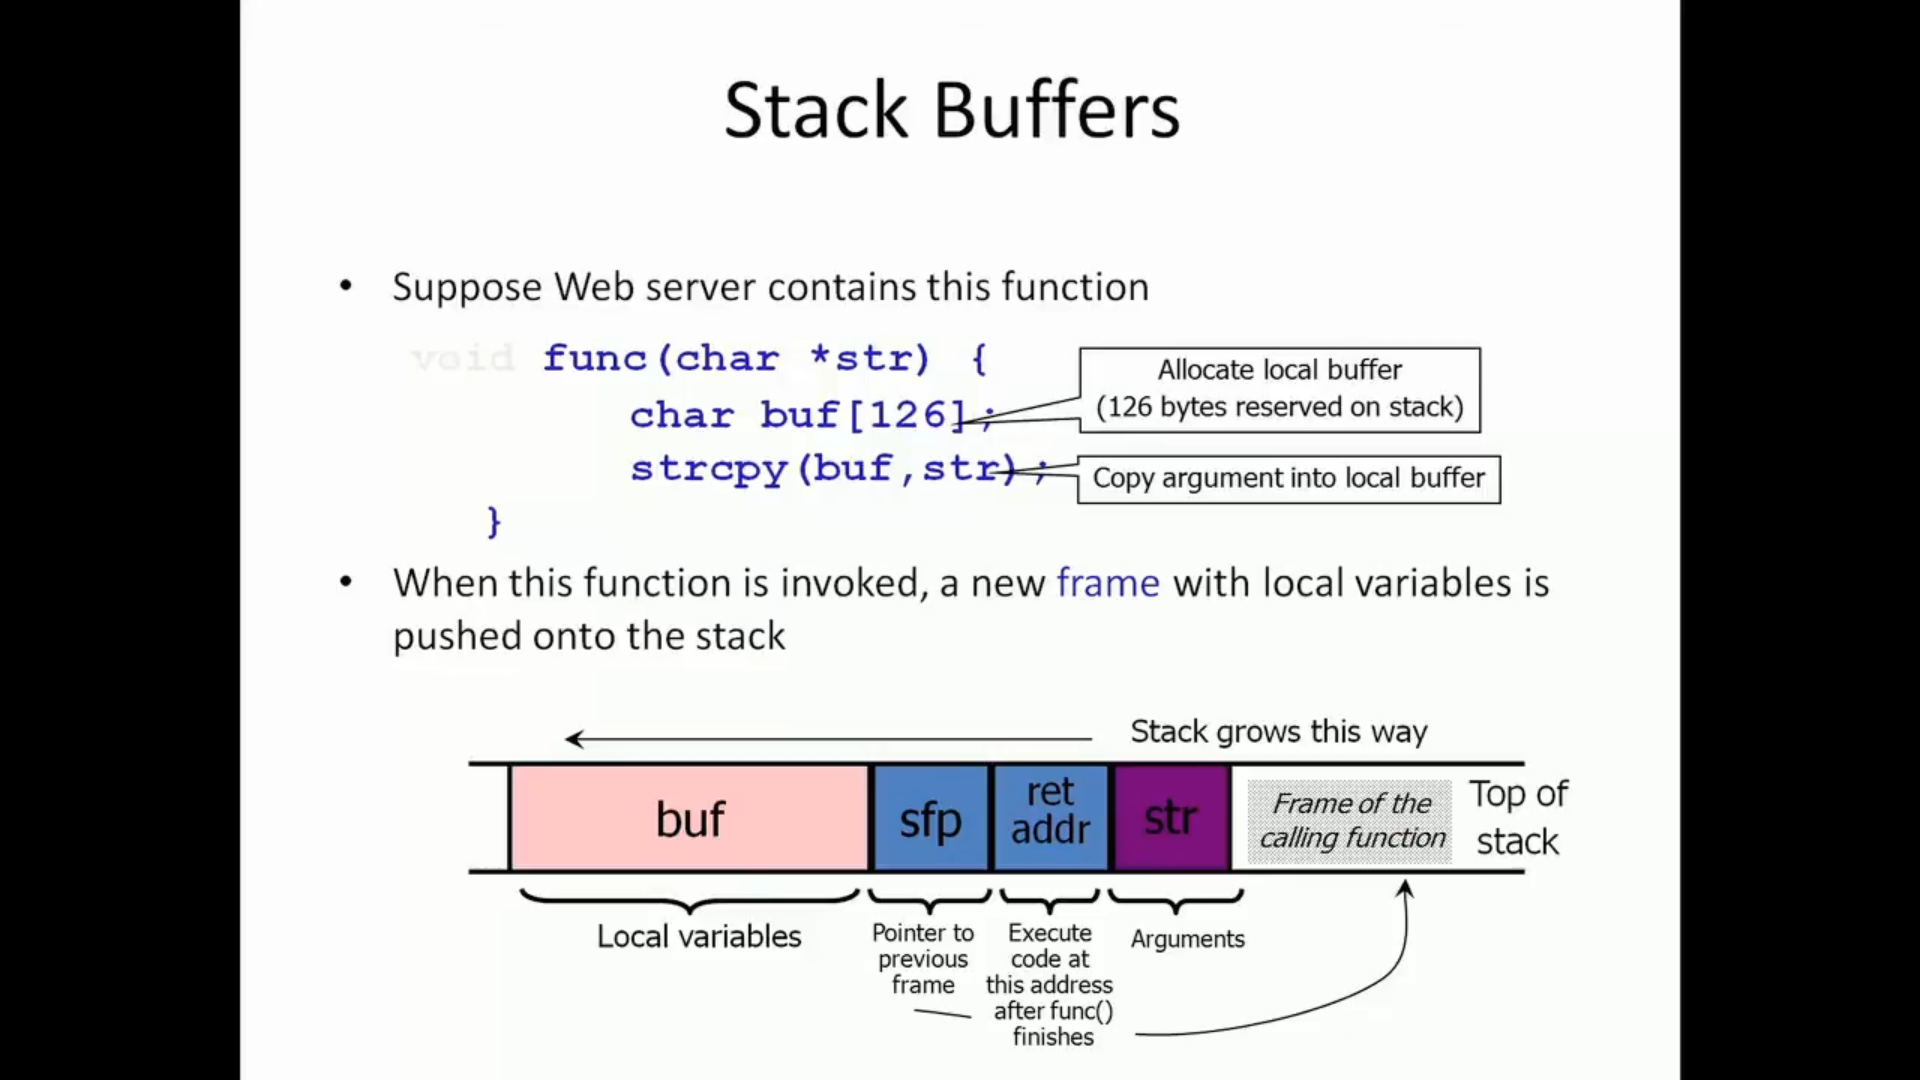 Stack Buffers
• Suppose Web server contains this function
void func(char *str) {
char buf[126];
strcpy(buf,str);
}
Allocate local buffer
(126 bytes reserved on stack)
Copy argument into local buffer
• When this function is invoked, a new frame with local variables is
pushed onto the stack
Stack grows this way
buf
sfp
ret
addr
str
Frame of the
calling function
Top of
stack
Local variables
Pointer to
previous
frame
Execute
code at
this address
after func()
finishes
Arguments